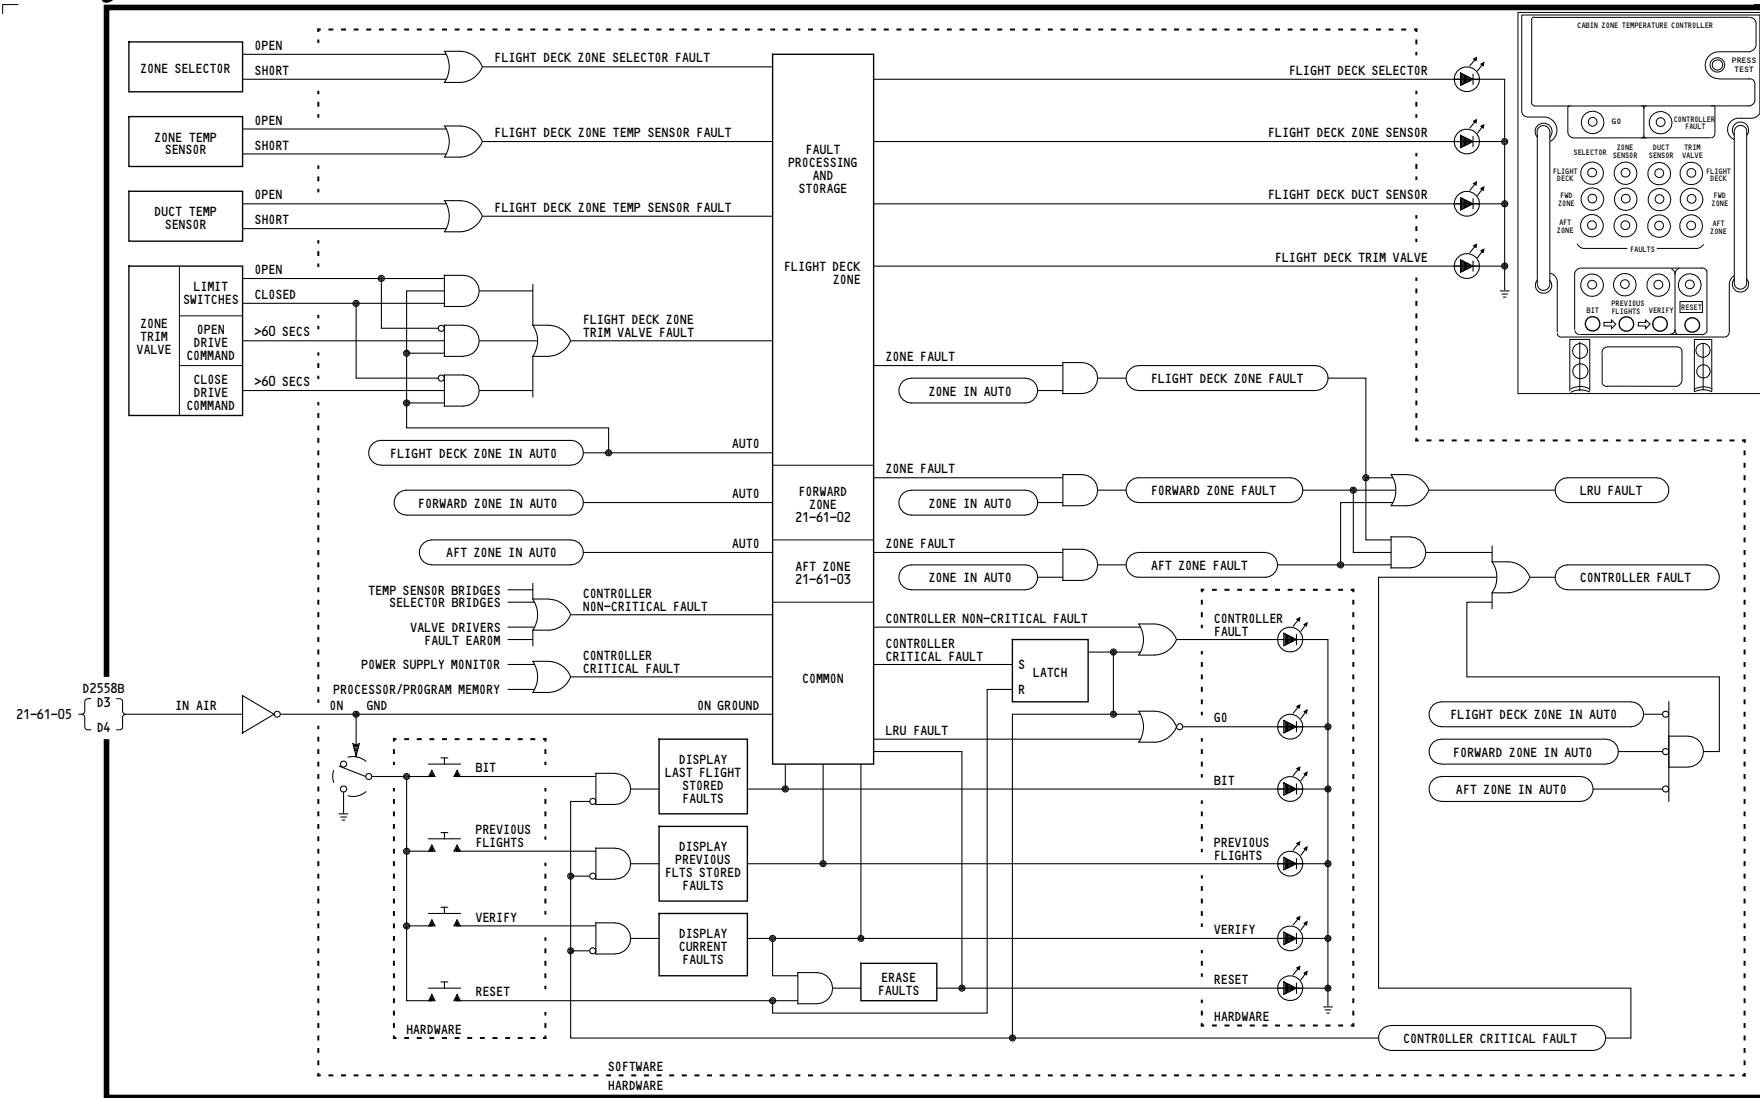 ZONE SELECTOR
OPEN
SHORT
FLIGHT DECK ZONE SELECTOR FAULT
ZONE TEMP
SENSOR
OPEN
SHORT
FLIGHT DECK ZONE TEMP SENSOR FAULT
DUCT TEMP
SENSOR
OPEN
SHORT
FLIGHT DECK ZONE TEMP SENSOR FAULT
ZONE
TRIM
VALVE
LIMIT
SWITCHES
OPEN
DRIVE
COMMAND
CLOSE
DRIVE
COMMAND
OPEN
CLOSED
>60 SECS
>60 SECS
FLIGHT DECK ZONE
TRIM VALVE FAULT
FLIGHT DECK ZONE IN AUTO
AUTO
FORWARD ZONE IN AUTO
AUTO
AFT ZONE IN AUTO
AUTO
TEMP SENSOR BRIDGES
SELECTOR BRIDGES
VALVE DRIVERS
FAULT EAROM
CONTROLLER
NON-CRITICAL FAULT
POWER SUPPLY MONITOR
PROCESSOR/PROGRAM MEMORY
CONTROLLER
CRITICAL FAULT
21-61-05
D2558B
D3
D4
IN AIR
ON GND
ON GROUND
FAULT
PROCESSING
AND
STORAGE
FLIGHT DECK
ZONE
FORWARD
ZONE
21-61-02
AFT ZONE
21-61-03
COMMON
FLIGHT DECK SELECTOR
FLIGHT DECK ZONE SENSOR
FLIGHT DECK DUCT SENSOR
FLIGHT DECK TRIM VALVE
ZONE FAULT
ZONE IN AUTO
FLIGHT DECK ZONE FAULT
ZONE FAULT
ZONE IN AUTO
FORWARD ZONE FAULT
ZONE FAULT
ZONE IN AUTO
AFT ZONE FAULT
LRU FAULT
CONTROLLER FAULT
CONTROLLER NON-CRITICAL FAULT
CONTROLLER
CRITICAL FAULT
S
R
LATCH
LRU FAULT
CONTROLLER
FAULT
GO
BIT
PREVIOUS
FLIGHTS
VERIFY
RESET
HARDWARE
FLIGHT DECK ZONE IN AUTO
FORWARD ZONE IN AUTO
AFT ZONE IN AUTO
BIT
PREVIOUS
FLIGHTS
VERIFY
RESET
HARDWARE
DISPLAY
LAST FLIGHT
STORED
FAULTS
DISPLAY
PREVIOUS
FLTS STORED
FAULTS
DISPLAY
CURRENT
FAULTS
ERASE
FAULTS
CONTROLLER CRITICAL FAULT
SOFTWARE
HARDWARE
CABIN ZONE TEMPERATURE CONTROLLER
PRESS
TEST
GO
CONTROLLER
FAULT
SELECTOR
ZONE
SENSOR
DUCT
SENSOR
TRIM
VALVE
FLIGHT
DECK
FLIGHT
DECK
FWD
ZONE
FWD
ZONE
AFT
ZONE
AFT
ZONE
FAULTS
BIT
PREVIOUS
FLIGHTS
VERIFY
RESET